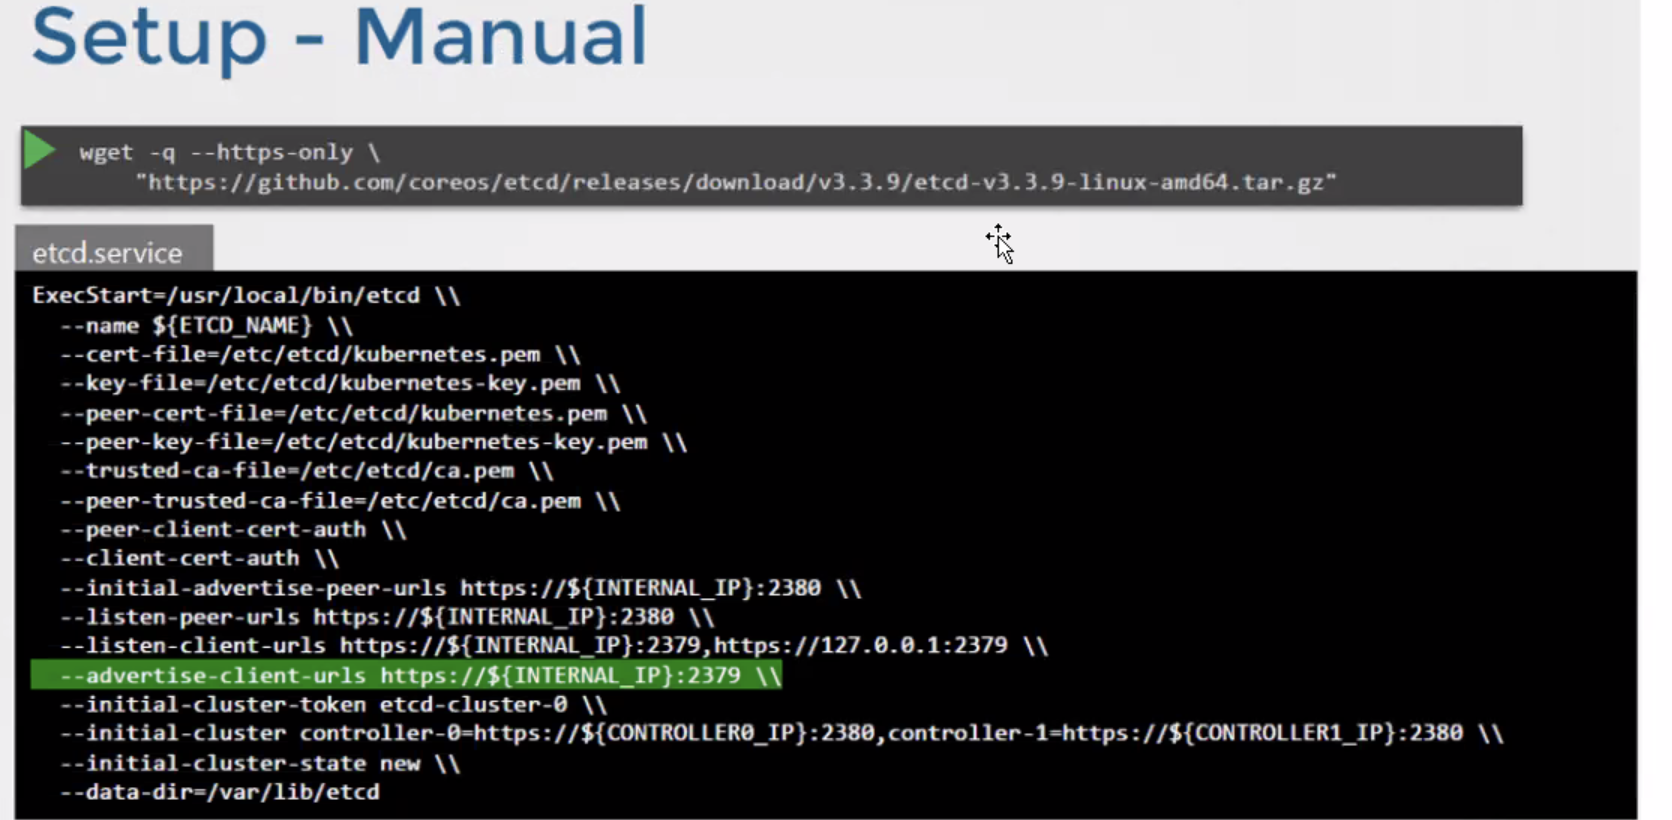 Setup - Manual
wget -q --https-only \
"https://github.com/coreos/etcd/releases/download/v3.3.9/etcd-v3.3.9-linux-amd64.tar.gz"
etcd.service
ExecStart=/usr/local/bin/etcd \\
--name ${ETCD_NAME} \\
--cert-file=/etc/etcd/kubernetes.pem \\
--key-file=/etc/etcd/kubernetes-key.pem \\
--peer-cert-file=/etc/etcd/kubernetes.pem \\
--peer-key-file=/etc/etcd/kubernetes-key.pem \\
--trusted-ca-file=/etc/etcd/ca.pem \\
--peer-trusted-ca-file=/etc/etcd/ca.pem \\
--peer-client-cert-auth \\
--client-cert-auth \\
--initial-advertise-peer-urls https://${INTERNAL_IP}:2380 \\
--listen-peer-urls https://${INTERNAL_IP}:2380 \\
--listen-client-urls https://${INTERNAL_IP}:2379,https://127.0.0.1:2379 \\
--advertise-client-urls https://${INTERNAL_IP}:2379 \\
--initial-cluster-token etcd-cluster-0 \\
--initial-cluster controller-0=https://${CONTROLLER0_IP}:2380,controller-1=https://${CONTROLLER1_IP}:2380 \\
--initial-cluster-state new \\
--data-dir=/var/lib/etcd